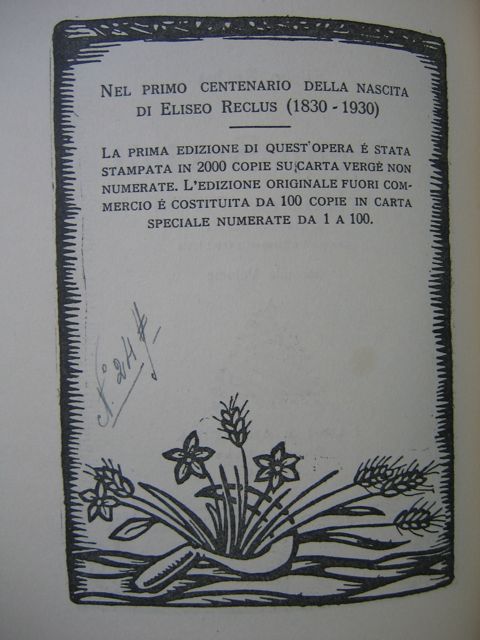 NEL PRIMO CENTENARIO DELLA NASCITA
DI ELISEO RECLUS (1830 - 1930)
LA PRIMA EDIZIONE DI QUEST'OPERA É STATA
STAMPATA IN 2000 COPIE SU CARTA VERGÈ NON
NUMERATE. L'EDIZIONE ORIGINALE FUORI COM-
MERCIO É COSTITUITA DA 100 COPIE IN CARTA
SPECIALE NUMERATE DA 1 A 100.
N° 24 #